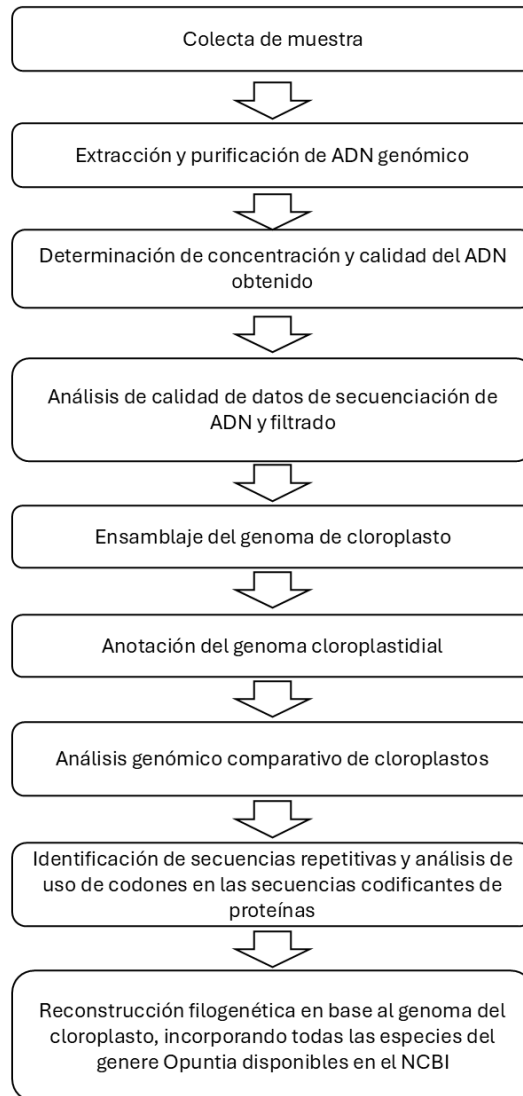 Colecta de muestra
Extracción y purificación de ADN genómico
Determinación de concentración y calidad del ADN
obtenido
Análisis de calidad de datos de secuenciación de
ADN y filtrado
Ensamblaje del genoma de cloroplasto
Anotación del genoma cloroplastidial
Análisis genómico comparativo de cloroplastos
Identificación de secuencias repetitivas y análisis de
uso de codones en las secuencias codificantes de
proteínas
Reconstrucción filogenética en base al genoma del
cloroplasto, incorporando todas las especies del
genere Opuntia disponibles en el NCBI